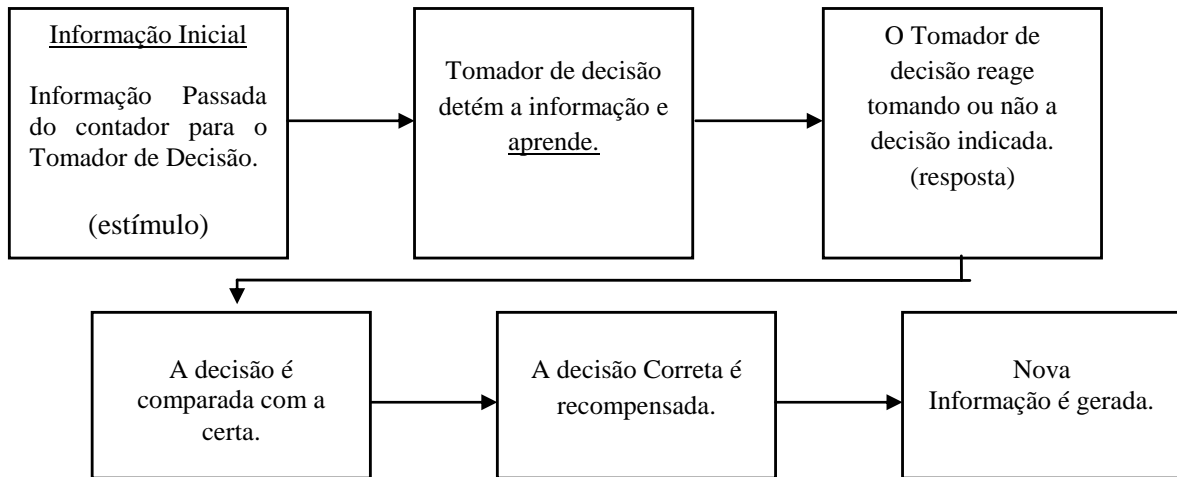 Informação Inicial
Informação Passada
do contador para o
Tomador de Decisão.
(estímulo)
Tomador de decisão
detém a informação e
aprende.
O Tomador de
decisão reage
tomando ou não a
decisão indicada.
(resposta)
A decisão é
comparada com a
certa.
A decisão Correta é
recompensada.
Nova
Informação é gerada.